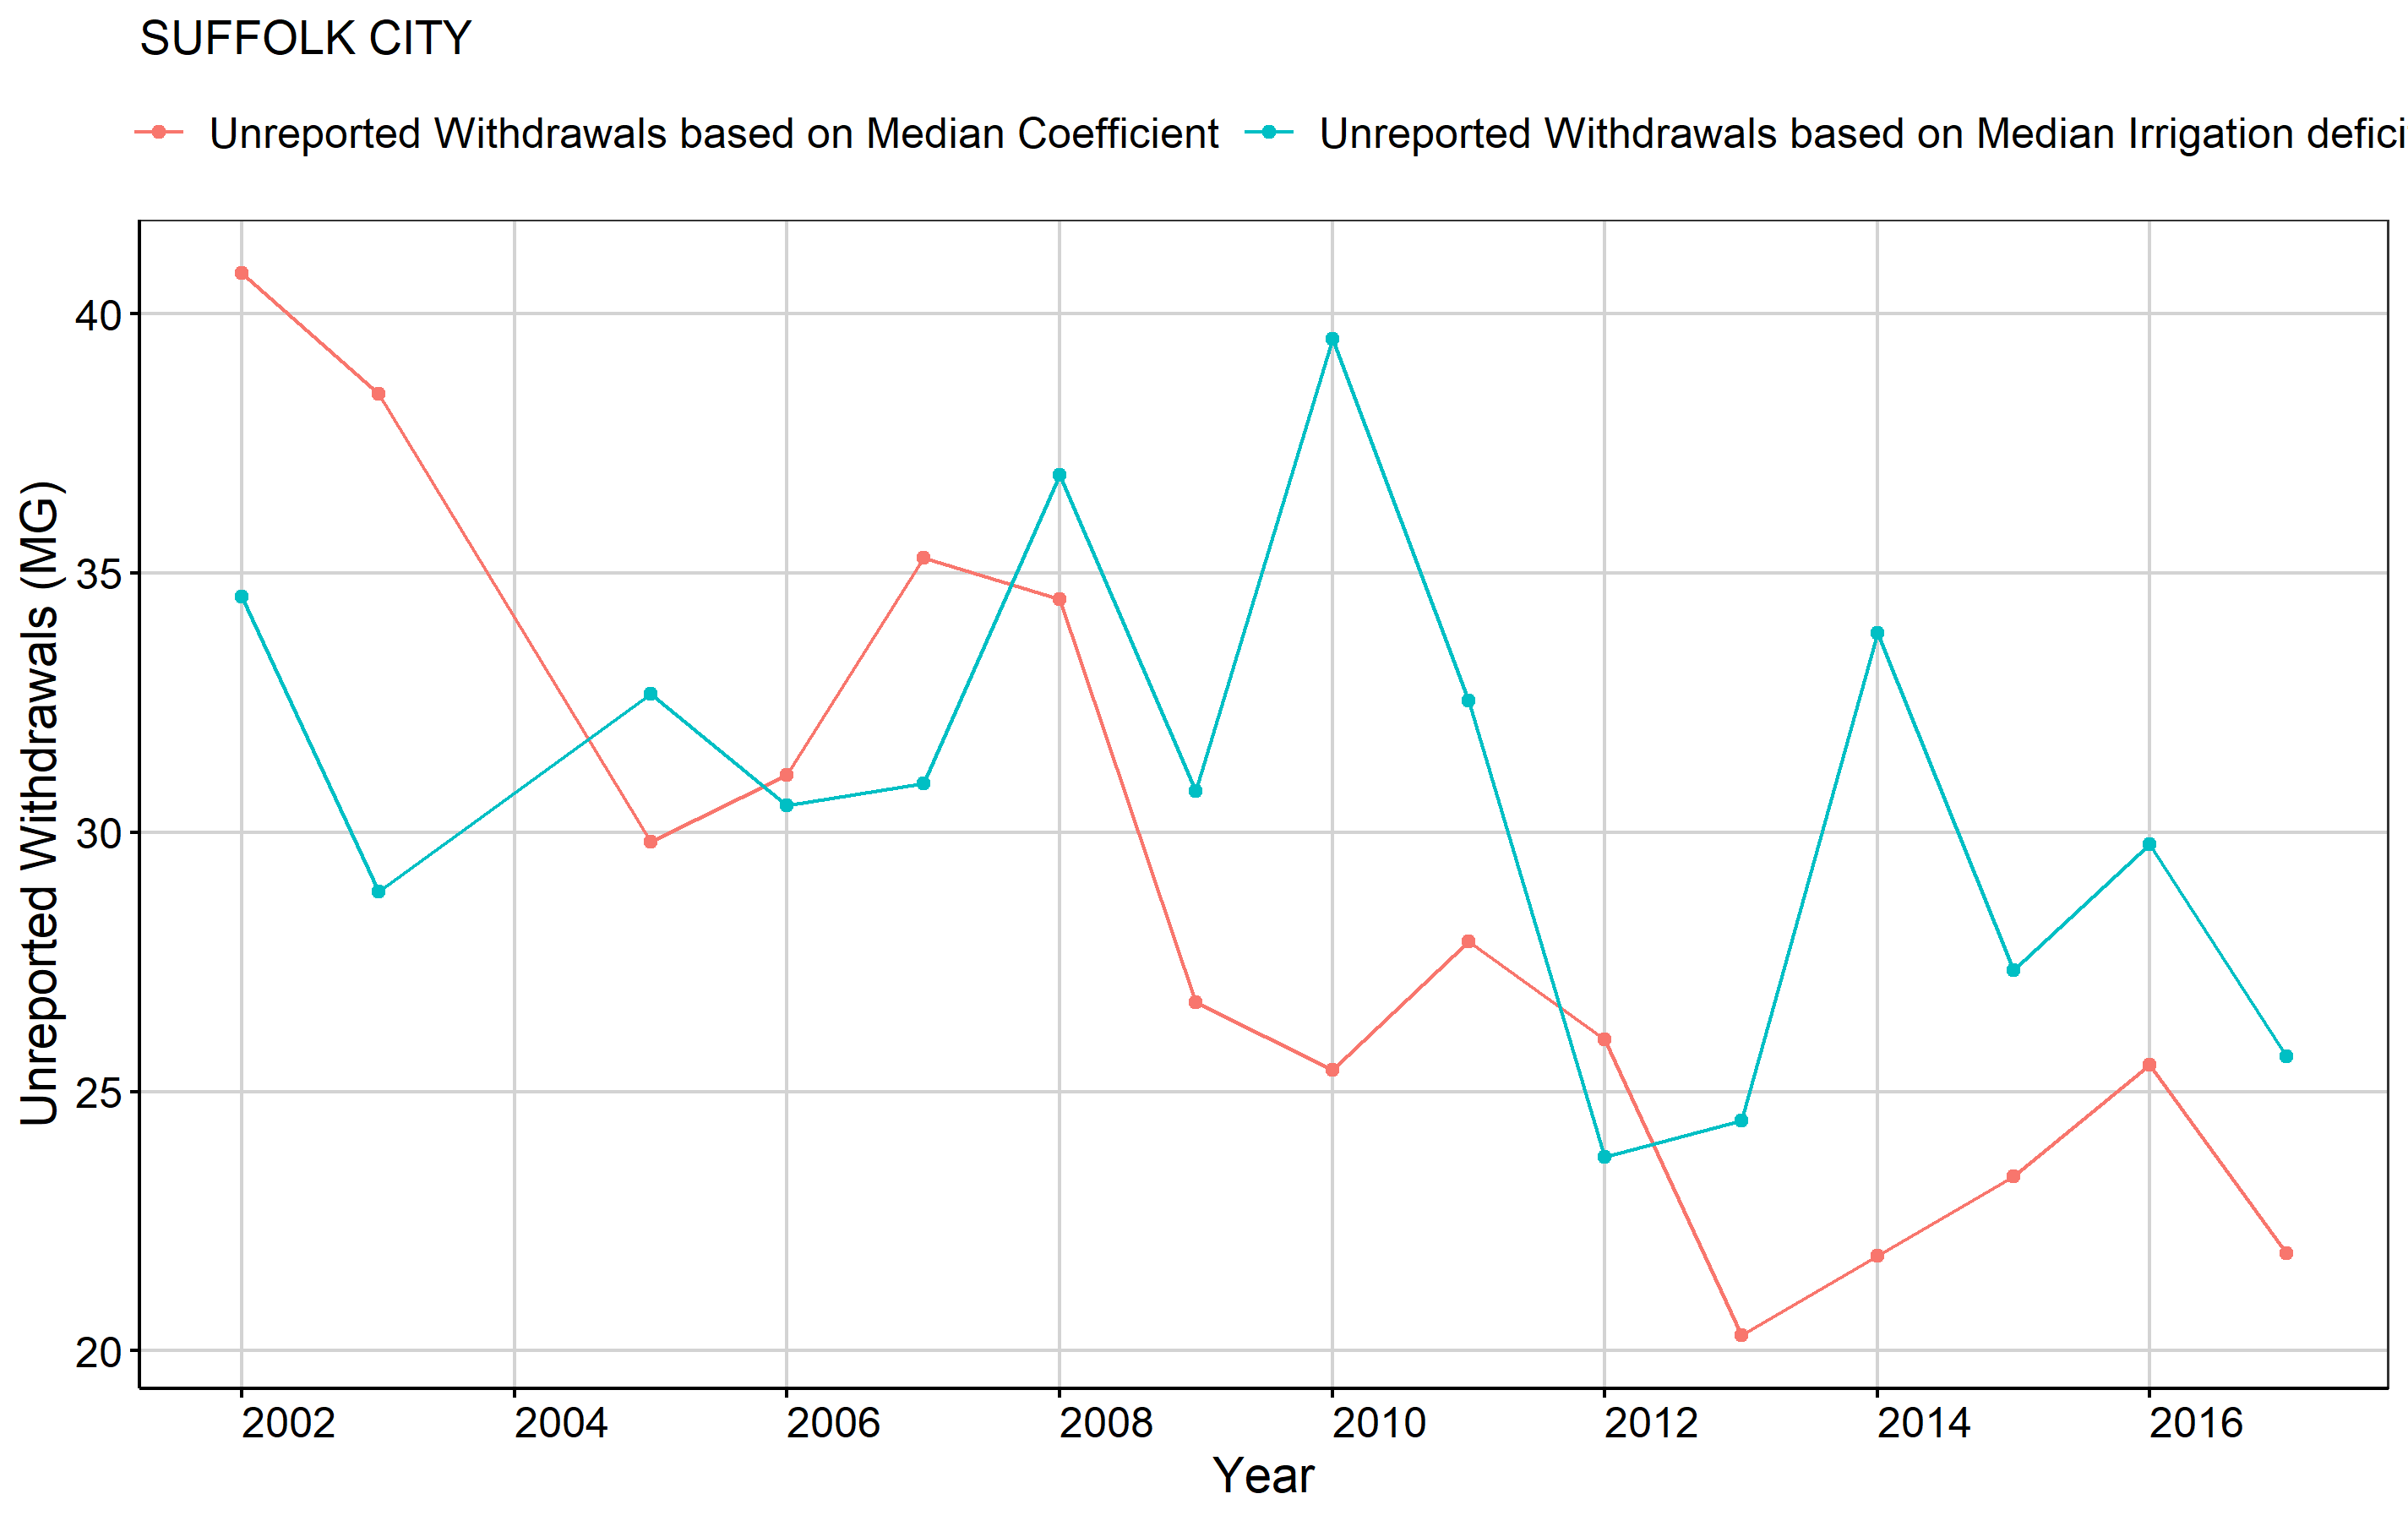 SUFFOLK CITY
Unreported Withdrawals based on Median Coefficient Unreported Withdrawals based on Median Irrigation defici
Unreported Withdrawals (MG)
40
35
30
25
20
2002 2004 2006 2008 2010 2012 2014 2016
Year